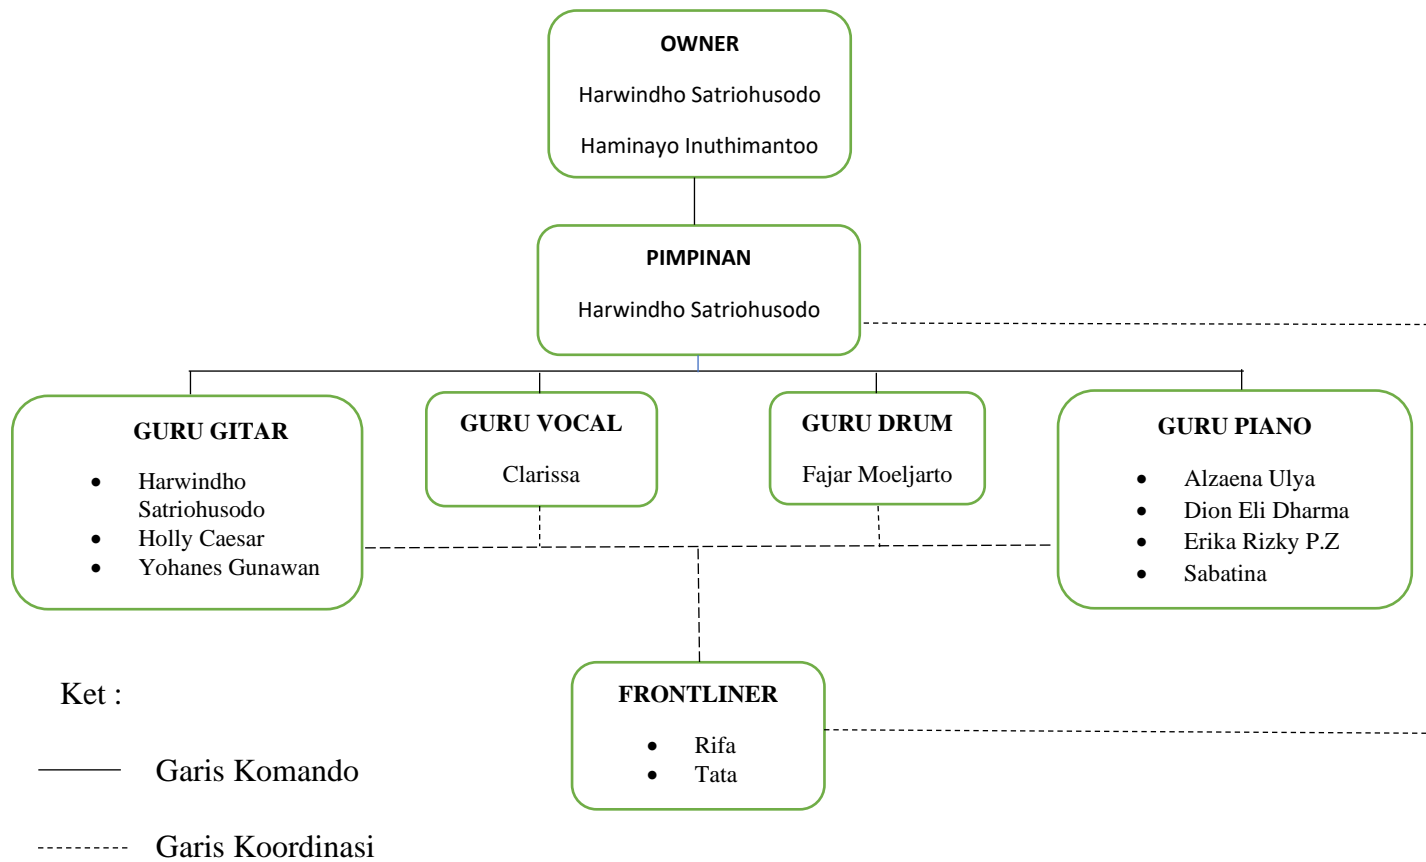 OWNER
Harwindho Satriohusodo
Haminayo Inuthimantoo
PIMPINAN
Harwindho Satriohusodo
GURU GITAR
• Harwindho
Satriohusodo
• Holly Caesar
• Yohanes Gunawan
GURU VOCAL
Clarissa
GURU DRUM
Fajar Moeljarto
GURU PIANO
• Alzaena Ulya
• Dion Eli Dharma
• Erika Rizky P.Z
• Sabatina
FRONTLINER
• Rifa
• Tata
Ket :
Garis Komando
Garis Koordinasi